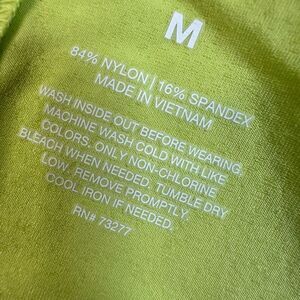 M
84% NYLON | 16% SPANDEX
MADE IN VIETNAM
WASH INSIDE OUT BEFORE WEARING.
MACHINE WASH COLD WITH LIKE
COLORS. ONLY NON-CHLORINE
BLEACH WHEN NEEDED. TUMBLE DRY
LOW. REMOVE PROMPTLY.
COOL IRON IF NEEDED.
RN# 73277